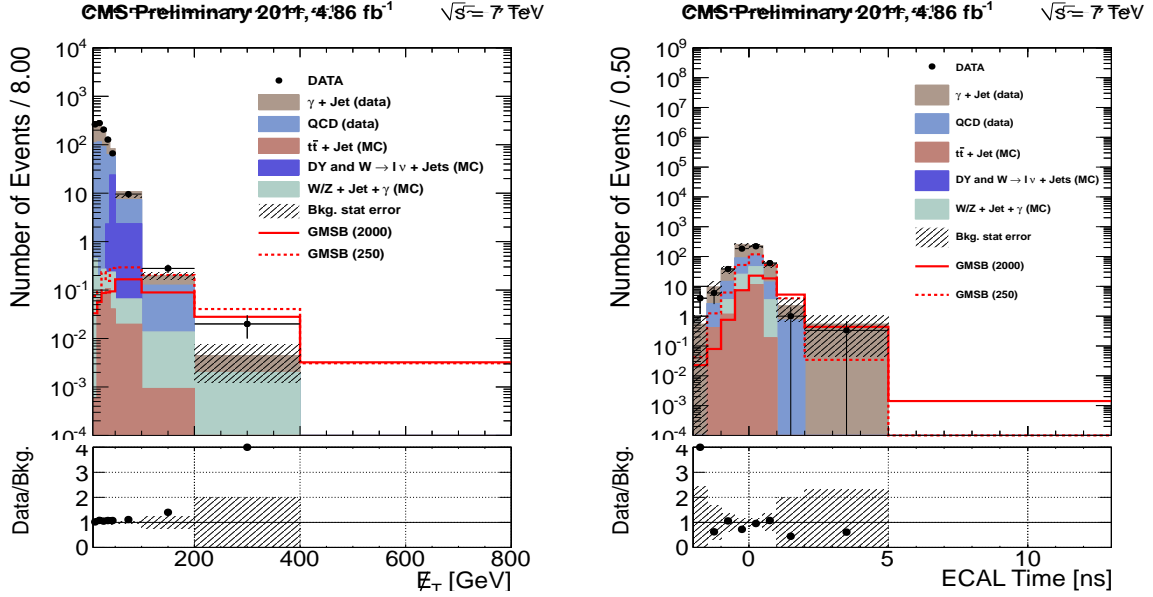 CMS Preliminary 2011, 4.86 fb⁻¹ √s = 7 TeV
Number of Events / 8.00
10⁴
10³
10²
10
1
10⁻¹
10⁻²
10⁻³
10⁻⁴
DATA
γ + Jet (data)
QCD (data)
tt̄ + Jet (MC)
DY and W → l ν + Jets (MC)
W/Z + Jet + γ (MC)
Bkg. stat error
GMSB (2000)
GMSB (250)
Data/Bkg.
4
3
2
1
0
200 400 600 800
E̸_T [GeV]
CMS Preliminary 2011, 4.86 fb⁻¹ √s = 7 TeV
Number of Events / 0.50
10⁹
10⁸
10⁷
10⁶
10⁵
10⁴
10³
10²
10
1
10⁻¹
10⁻²
10⁻³
10⁻⁴
DATA
γ + Jet (data)
QCD (data)
tt̄ + Jet (MC)
DY and W → l ν + Jets (MC)
W/Z + Jet + γ (MC)
Bkg. stat error
GMSB (2000)
GMSB (250)
Data/Bkg.
4
3
2
1
0
0 5 10
ECAL Time [ns]